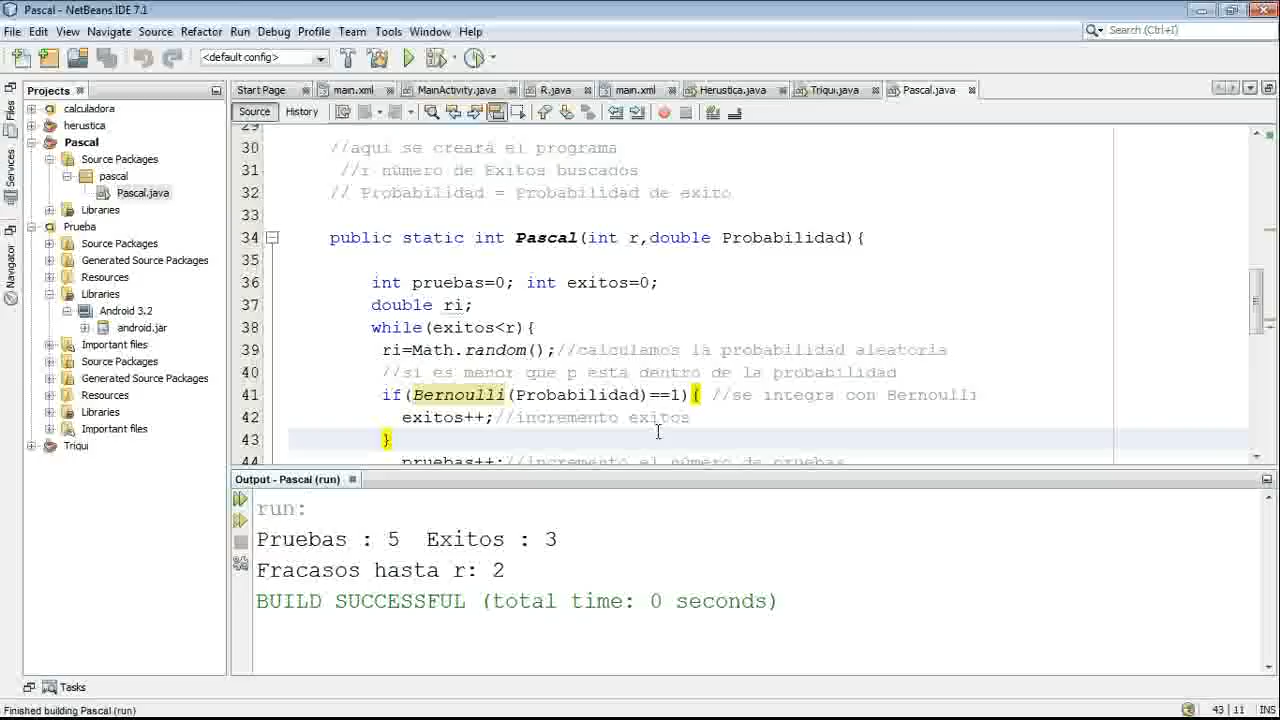 Pascal - NetBeans IDE 7.1
File Edit View Navigate Source Refactor Run Debug Profile Team Tools Window Help
Search (Ctrl+I)
<default config>
Projects
Start Page main.xml MainActivity.java R.java main.xml Herustica.java Triqui.java Pascal.java
Source History
Files
Services
Navigator
calculadora
herustica
Pascal
Source Packages
pascal
Pascal.java
Libraries
Prueba
Source Packages
Generated Source Packages
Resources
Libraries
Android 3.2
android.jar
Important files
Source Packages
Generated Source Packages
Resources
Libraries
Important files
Triqui
29
30 //aqui se creará el programa
31 //r número de Exitos buscados
32 // Probabilidad = Probabilidad de exito
33
34 public static int Pascal(int r,double Probabilidad){
35
36 int pruebas=0; int exitos=0;
37 double ri;
38 while(exitos<r){
39 ri=Math.random();//calculamos la probabilidad aleatoria
40 //si es menor que p esta dentro de la probabilidad
41 if(Bernoulli(Probabilidad)==1){ //se integra con Bernoulli
42 exitos++;//incremento exitos
43 }
44 pruebas++;//incremento el número de pruebas
Output - Pascal (run)
run:
Pruebas : 5 Exitos : 3
Fracasos hasta r: 2
BUILD SUCCESSFUL (total time: 0 seconds)
Tasks
Finished building Pascal (run)
43 | 11 INS